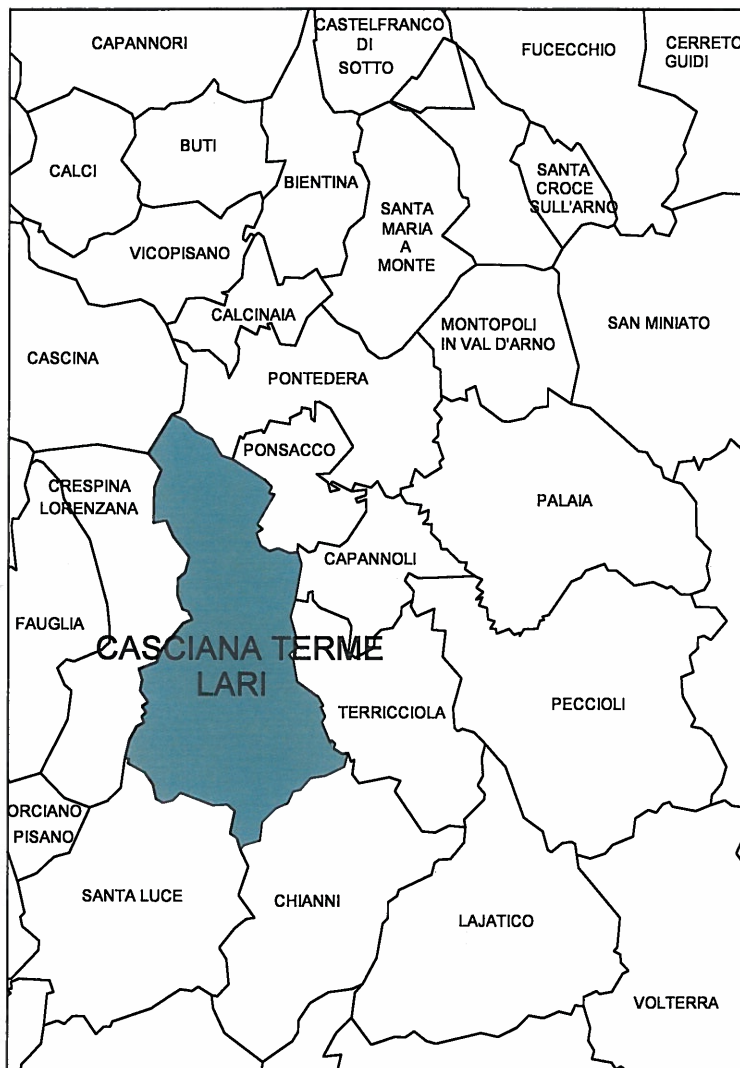 CAPANNORI
CASTELFRANCO
DI
SOTTO
FUCECCHIO
CERRETO
GUIDI
CALCI
BUTI
BIENTINA
SANTA
MARIA
A
MONTE
SANTA
CROCE
SULL'ARNO
VICOPISANO
CALCINAIA
MONTOPOLI
IN VAL D'ARNO
SAN MINIATO
CASCINA
PONTEDERA
PONSACCO
CRESPINA
LORENZANA
PALAIA
CAPANNOLI
FAUGLIA
CASCIANA TERME
LARI
TERRICCIOLA
PECCIOLI
ORCIANO
PISANO
SANTA LUCE
CHIANNI
LAJATICO
VOLTERRA